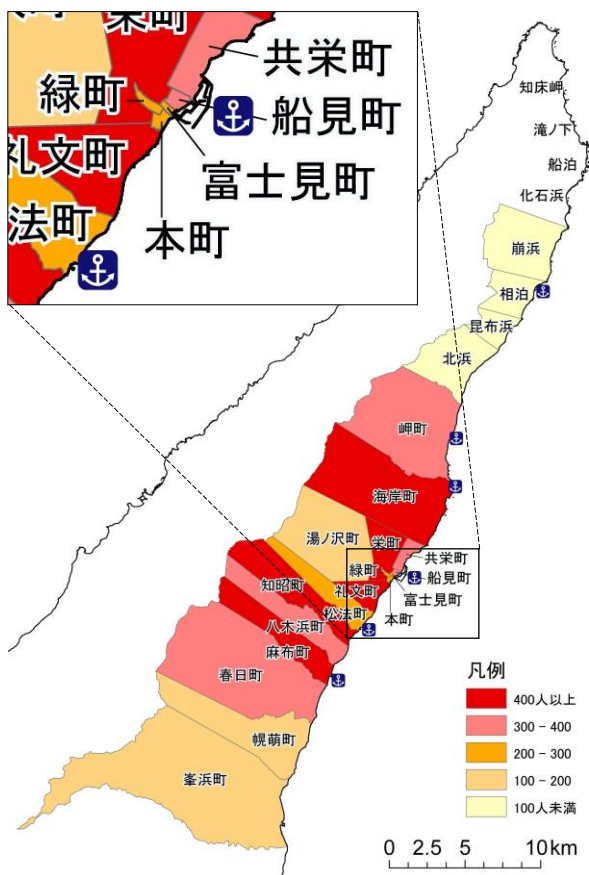 栄町
共栄町
緑町
船見町
礼文町
富士見町
法町
本町
知床岬
滝ノ下
船泊
化石浜
崩浜
相泊
昆布浜
北浜
岬町
海岸町
湯ノ沢町
栄町
共栄町
緑町
船見町
知昭町
礼文町
富士見町
松法町
本町
八木浜町
麻布町
春日町
幌萌町
峯浜町
凡例
400人以上
300 - 400
200 - 300
100 - 200
100人未満
0 2.5 5 10km